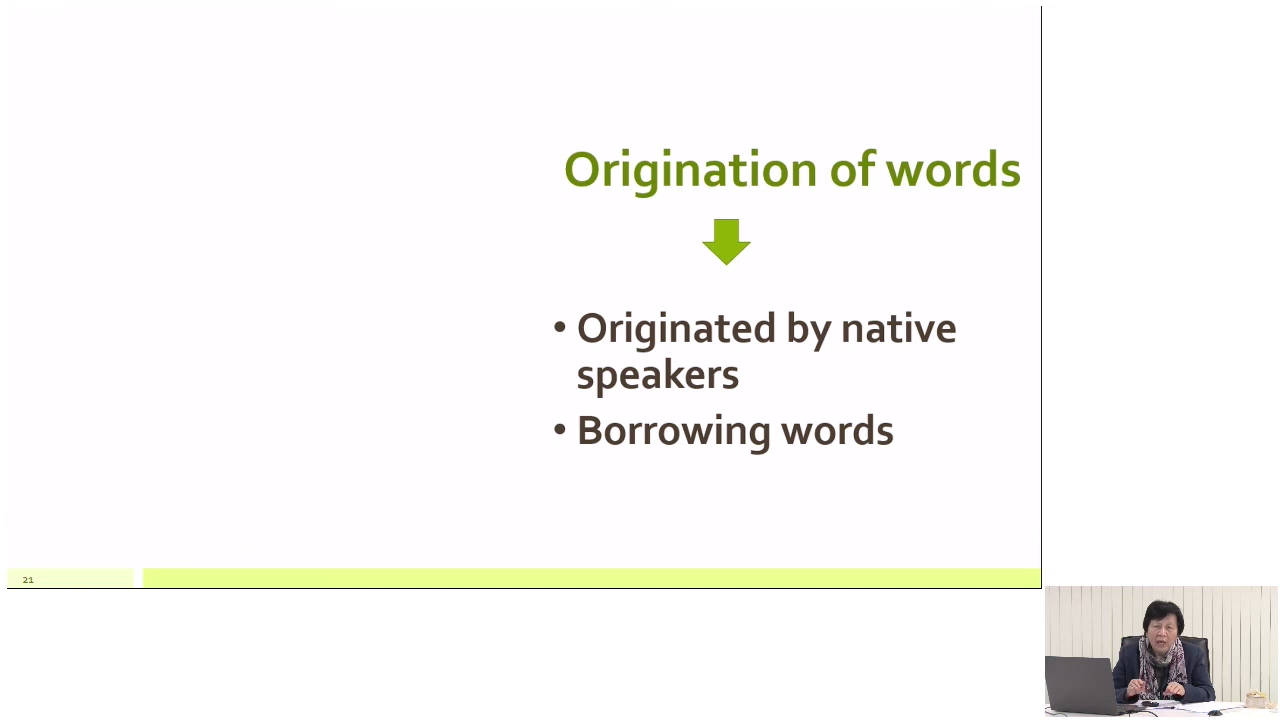 Origination of words
• Originated by native
speakers
• Borrowing words
21